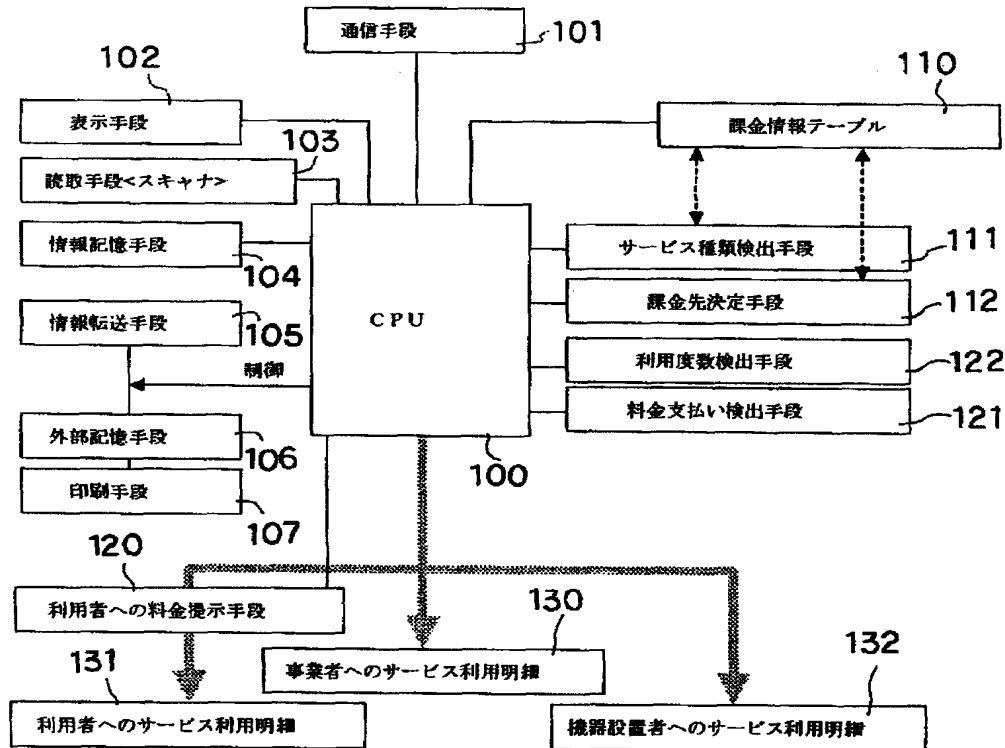 通信手段
101
102
表示手段
103
読取手段<スキャナ>
情報記憶手段
104
情報転送手段
105
制御
外部記憶手段
106
印刷手段
107
CPU
100
110
課金情報テーブル
サービス種類検出手段
111
課金先決定手段
112
利用度数検出手段
122
料金支払い検出手段
121
120
利用者への料金提示手段
130
事業者へのサービス利用明細
131
利用者へのサービス利用明細
132
機器設置者へのサービス利用明細